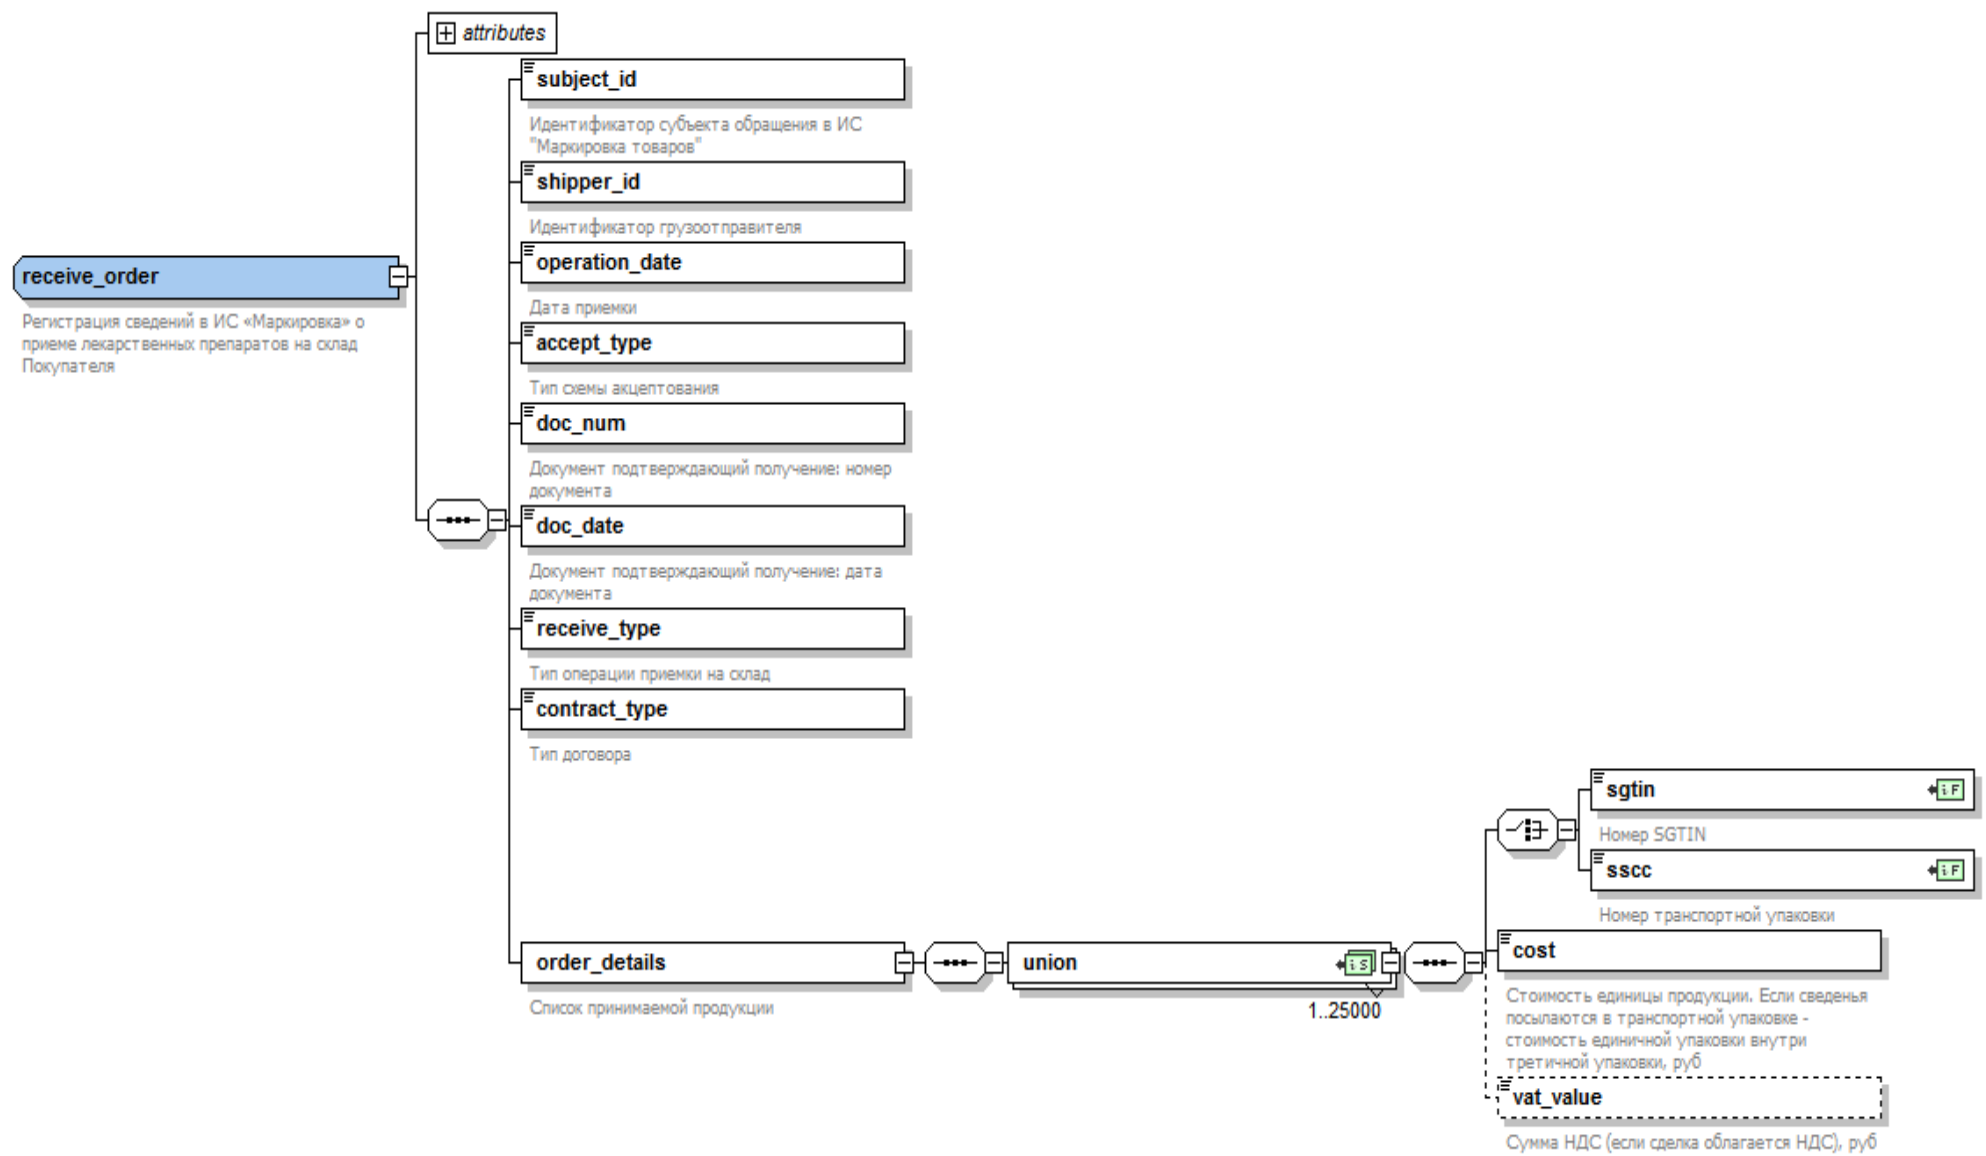 attributes
subject_id
Идентификатор субъекта обращения в ИС
"Маркировка товаров"
shipper_id
Идентификатор грузоотправителя
operation_date
Дата приемки
receive_order
Регистрация сведений в ИС «Маркировка» о
приеме лекарственных препаратов на склад
Покупателя
accept_type
Тип схемы акцептования
doc_num
Документ подтверждающий получение: номер
документа
doc_date
Документ подтверждающий получение: дата
документа
receive_type
Тип операции приемки на склад
contract_type
Тип договора
order_details
Список принимаемой продукции
union
iS
1..25000
sgtin
iF
Номер SGTIN
sscc
iF
Номер транспортной упаковки
cost
Стоимость единицы продукции. Если сведенья
посылаются в транспортной упаковке -
стоимость единичной упаковки внутри
третичной упаковки, руб
vat_value
Сумма НДС (если сделка облагается НДС), руб